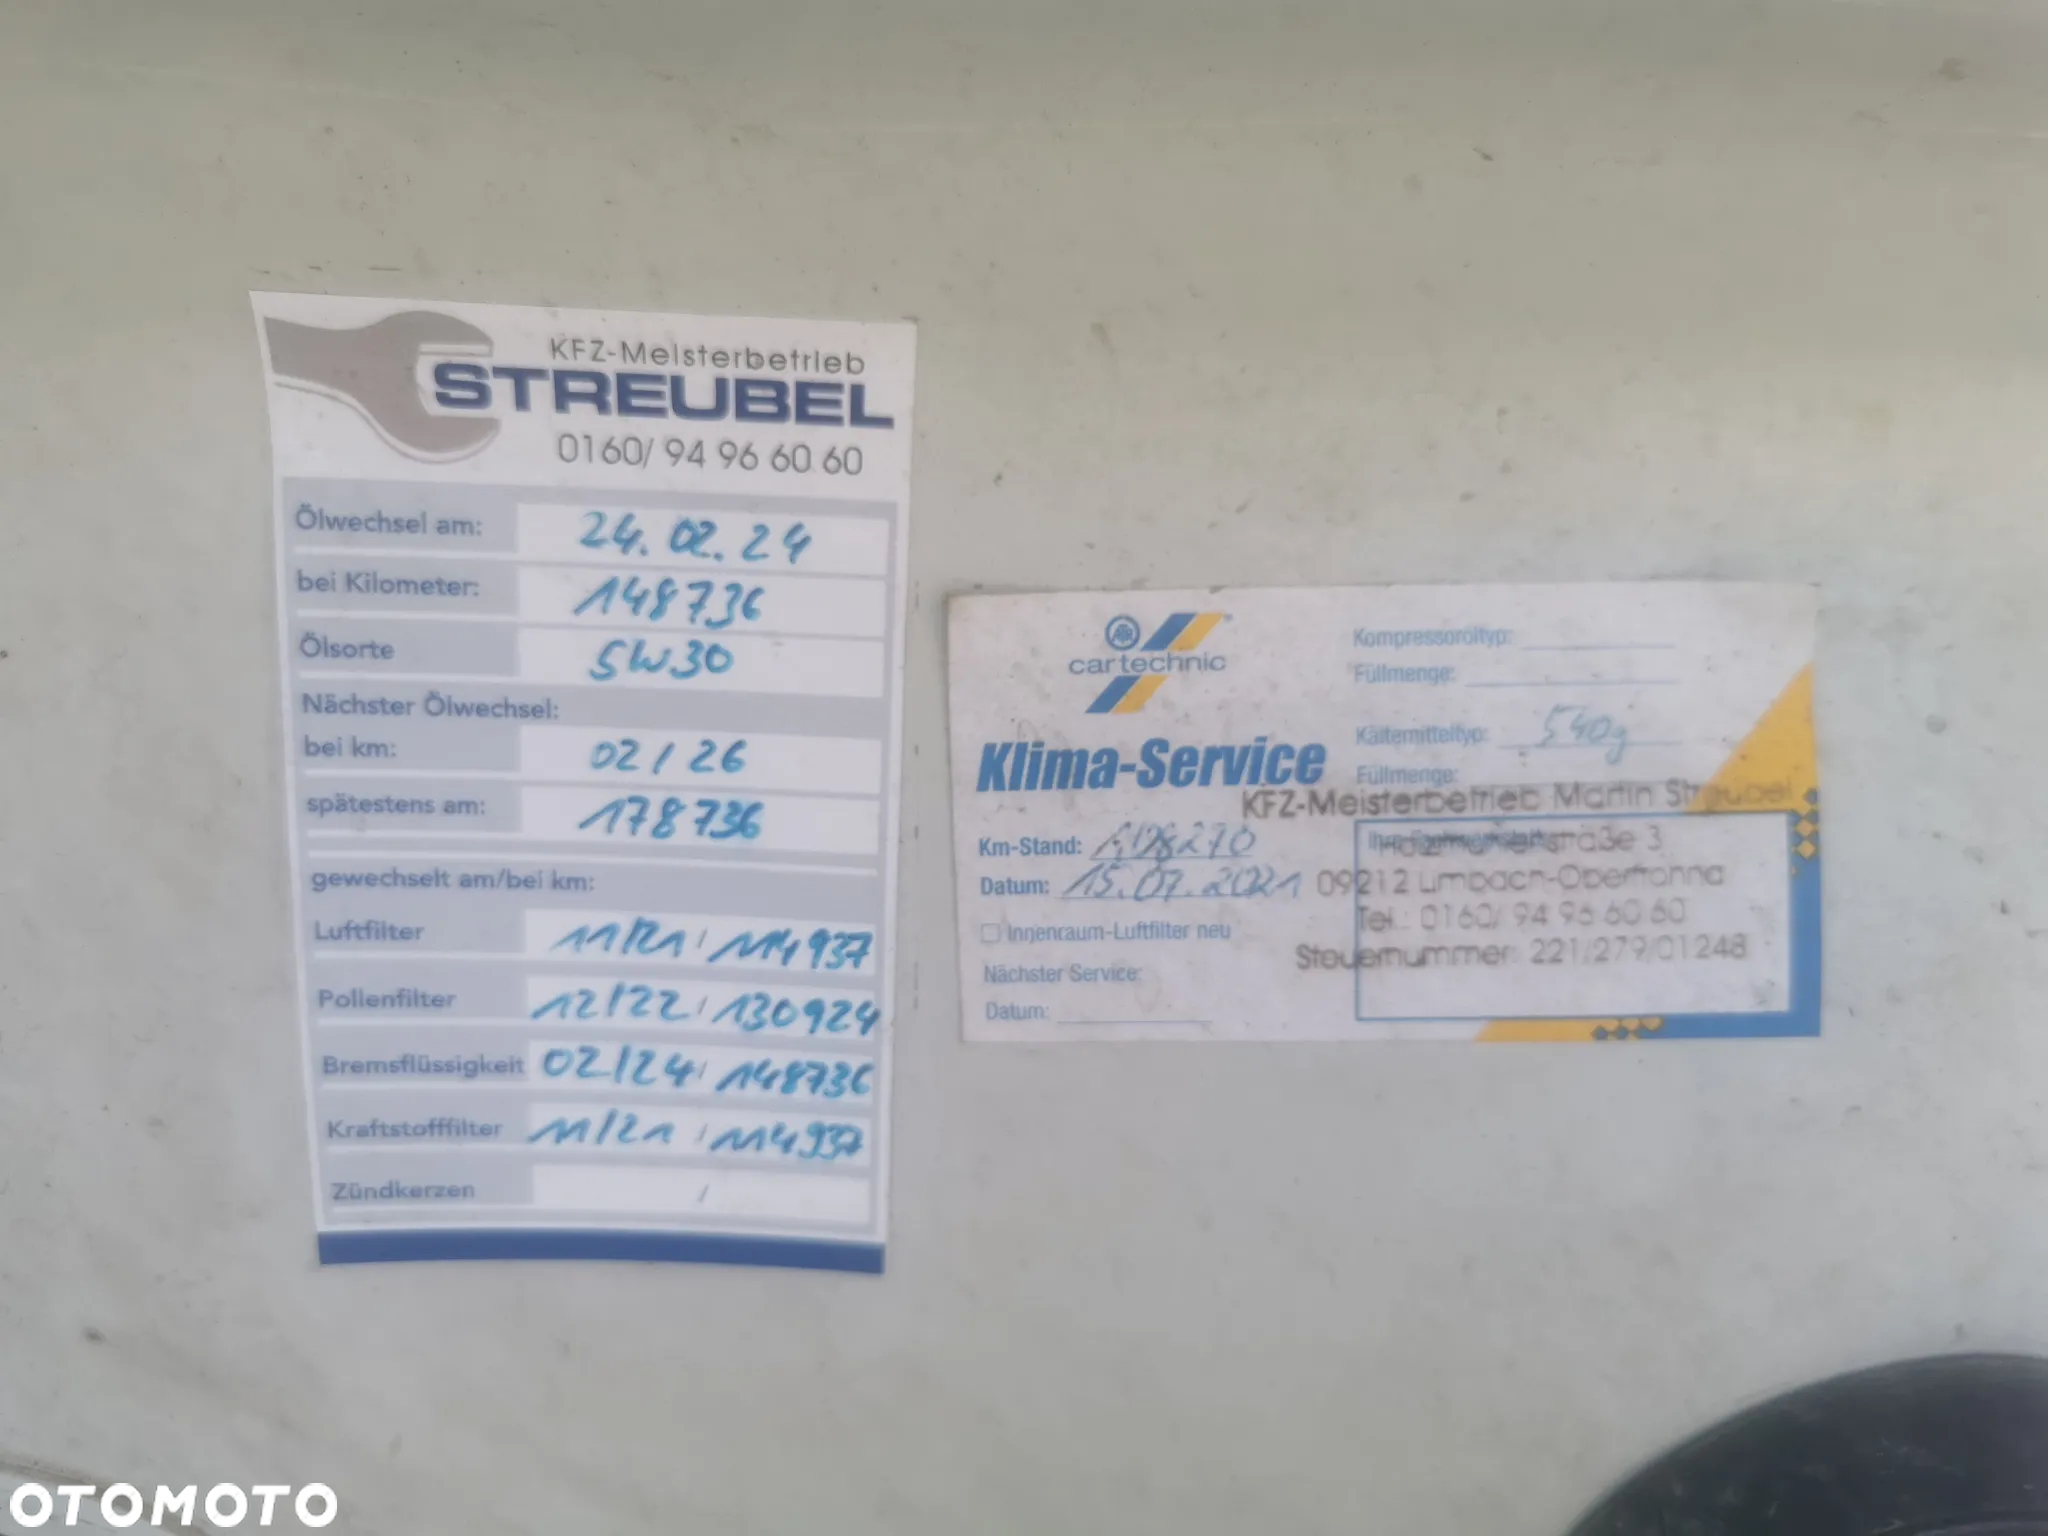 KFZ-Meisterbetrieb
STREUBEL
0160/ 94 96 60 60
Ölwechsel am: 24.02.24
bei Kilometer: 148736
Ölsorte 5W30
Nächster Ölwechsel:
bei km: 02/26
spätestens am: 178736
gewechselt am/bei km:
Luftfilter 11/21 / 114937
Pollenfilter 12/22 / 130924
Bremsflüssigkeit 02/24 / 148736
Kraftstofffilter 11/21 / 114937
Zündkerzen /
ATR
cartechnic
Klima-Service
Km-Stand:
Datum: 15.07.2021
Innenraum-Luftfilter neu
Nächster Service:
Datum:
Kompressoröltyp:
Füllmenge:
Kältemitteltyp: 540g
Füllmenge:
KFZ-Meisterbetrieb Martin Streubel
3
09212 Limbach-Oberfrohna
Tel.: 0160/ 94 96 60 60
Steuernummer: 221/279/01248
OTOMOTO